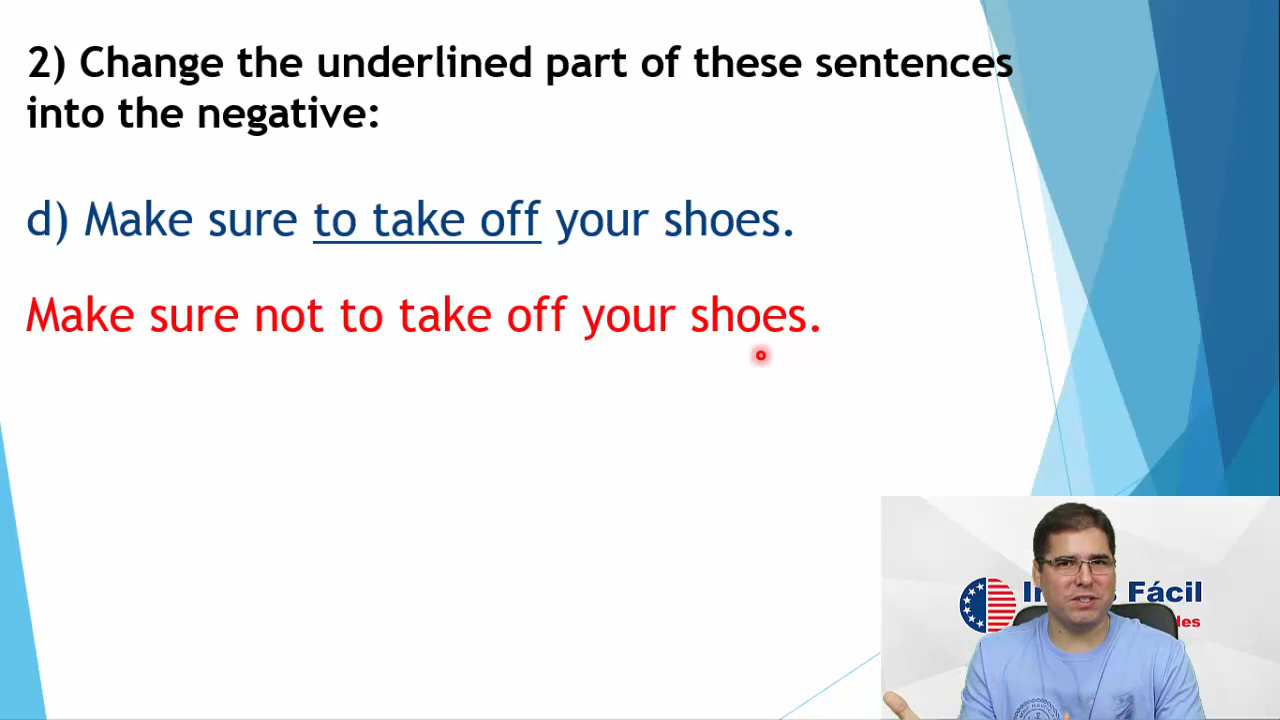 2) Change the underlined part of these sentences
into the negative:
d) Make sure to take off your shoes.
Make sure not to take off your shoes.
Fácil